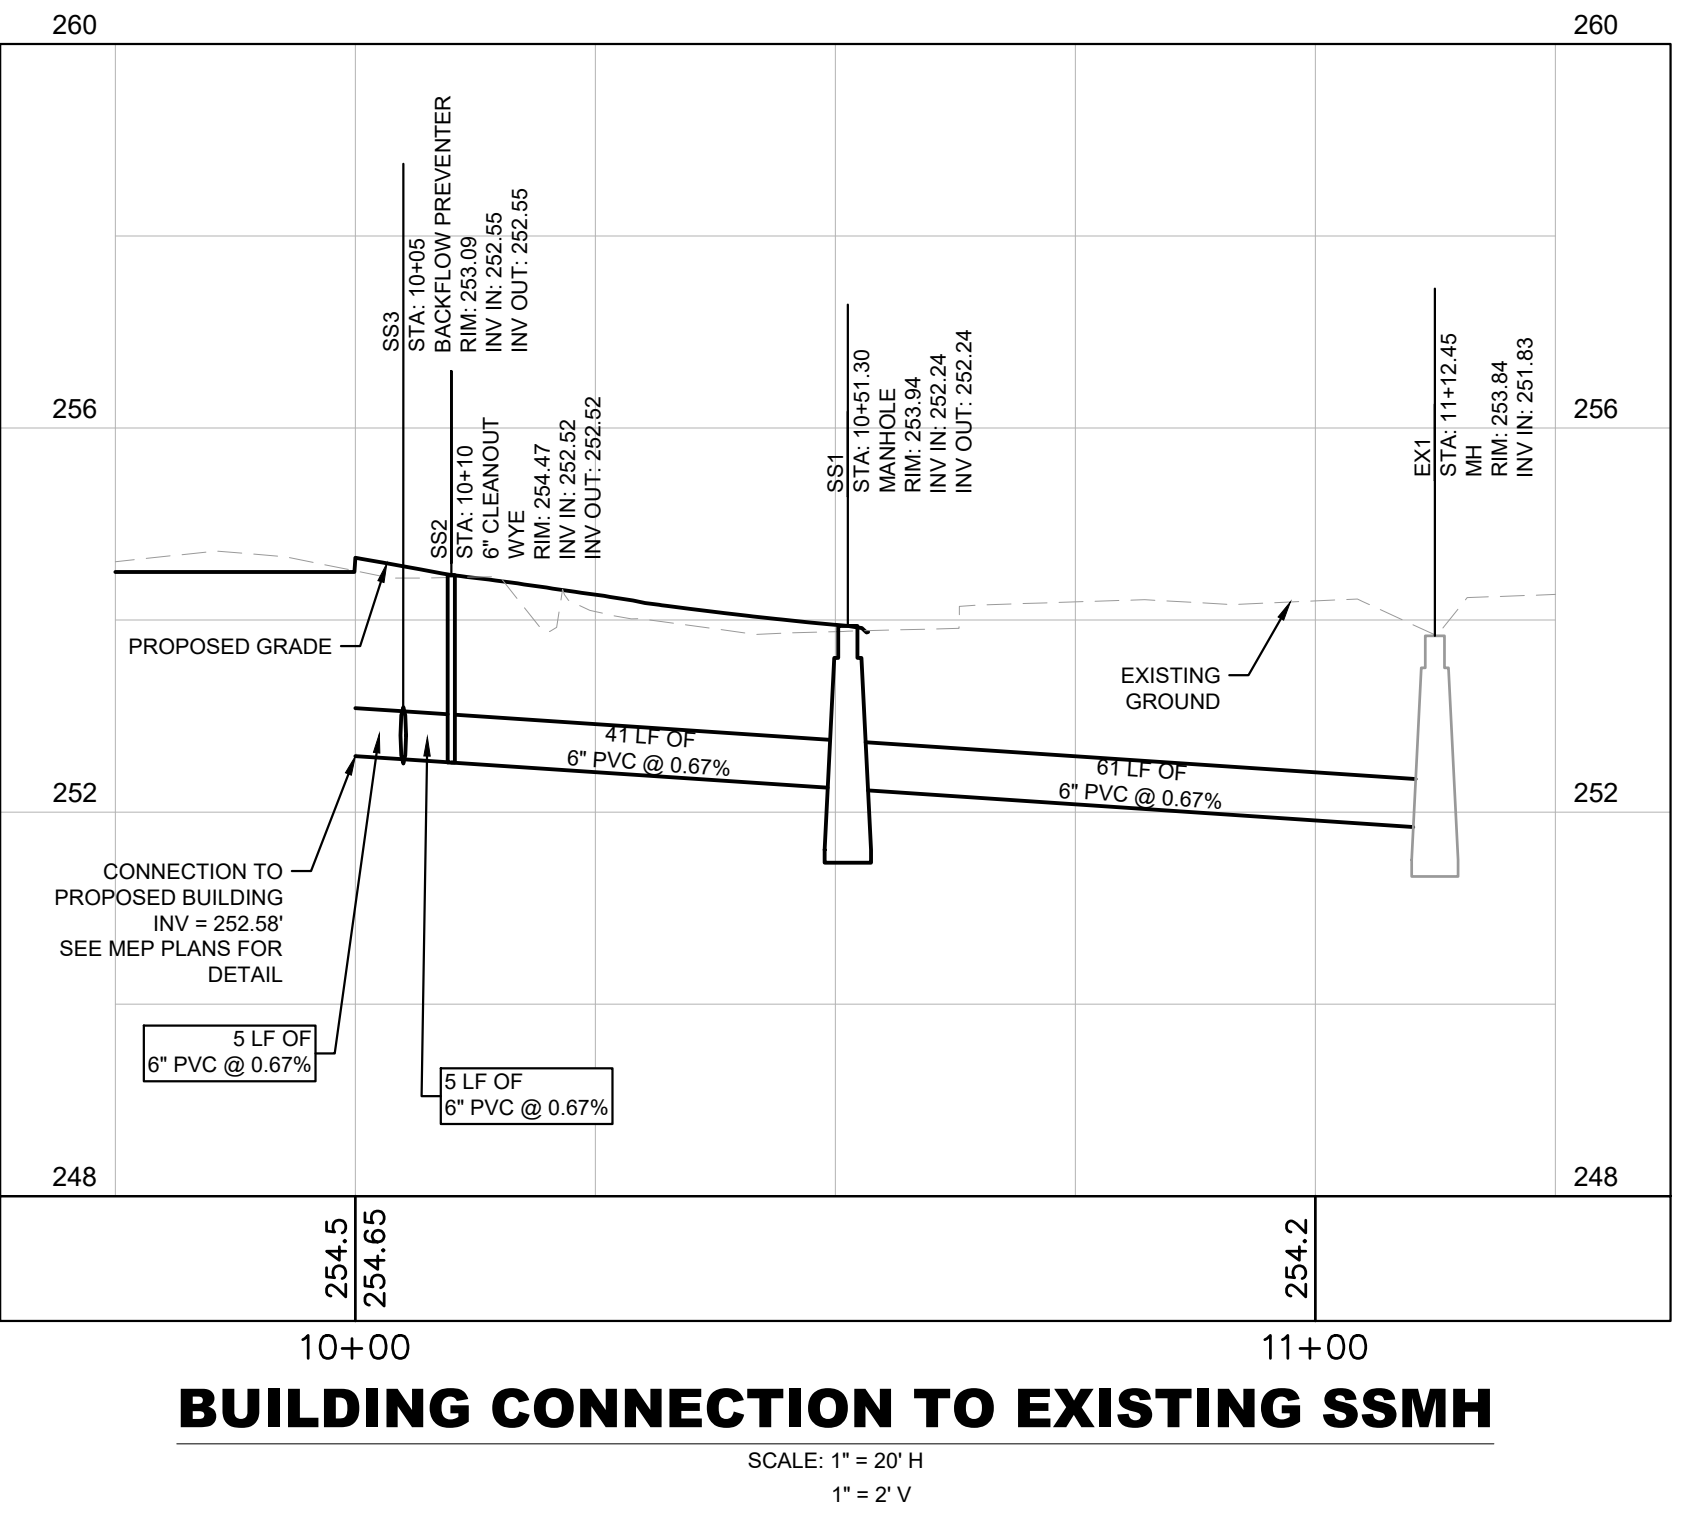 260
260
SS3
STA: 10+05
BACKFLOW PREVENTER
RIM: 253.09
INV IN: 252.55
INV OUT: 252.55
SS2
STA: 10+10
6" CLEANOUT
WYE
RIM: 254.47
INV IN: 252.52
INV OUT: 252.52
SS1
STA: 10+51.30
MANHOLE
RIM: 253.94
INV IN: 252.24
INV OUT: 252.24
EX1
STA: 11+12.45
MH
RIM: 253.84
INV IN: 251.83
256
256
PROPOSED GRADE
EXISTING
GROUND
41 LF OF
6" PVC @ 0.67%
61 LF OF
6" PVC @ 0.67%
252
252
CONNECTION TO
PROPOSED BUILDING
INV = 252.58'
SEE MEP PLANS FOR
DETAIL
5 LF OF
6" PVC @ 0.67%
5 LF OF
6" PVC @ 0.67%
248
248
254.5
254.65
254.2
10+00
11+00
BUILDING CONNECTION TO EXISTING SSMH
SCALE: 1" = 20' H
1" = 2' V